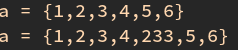 a = {1,2,3,4,5,6}
a = {1,2,3,4,233,5,6}